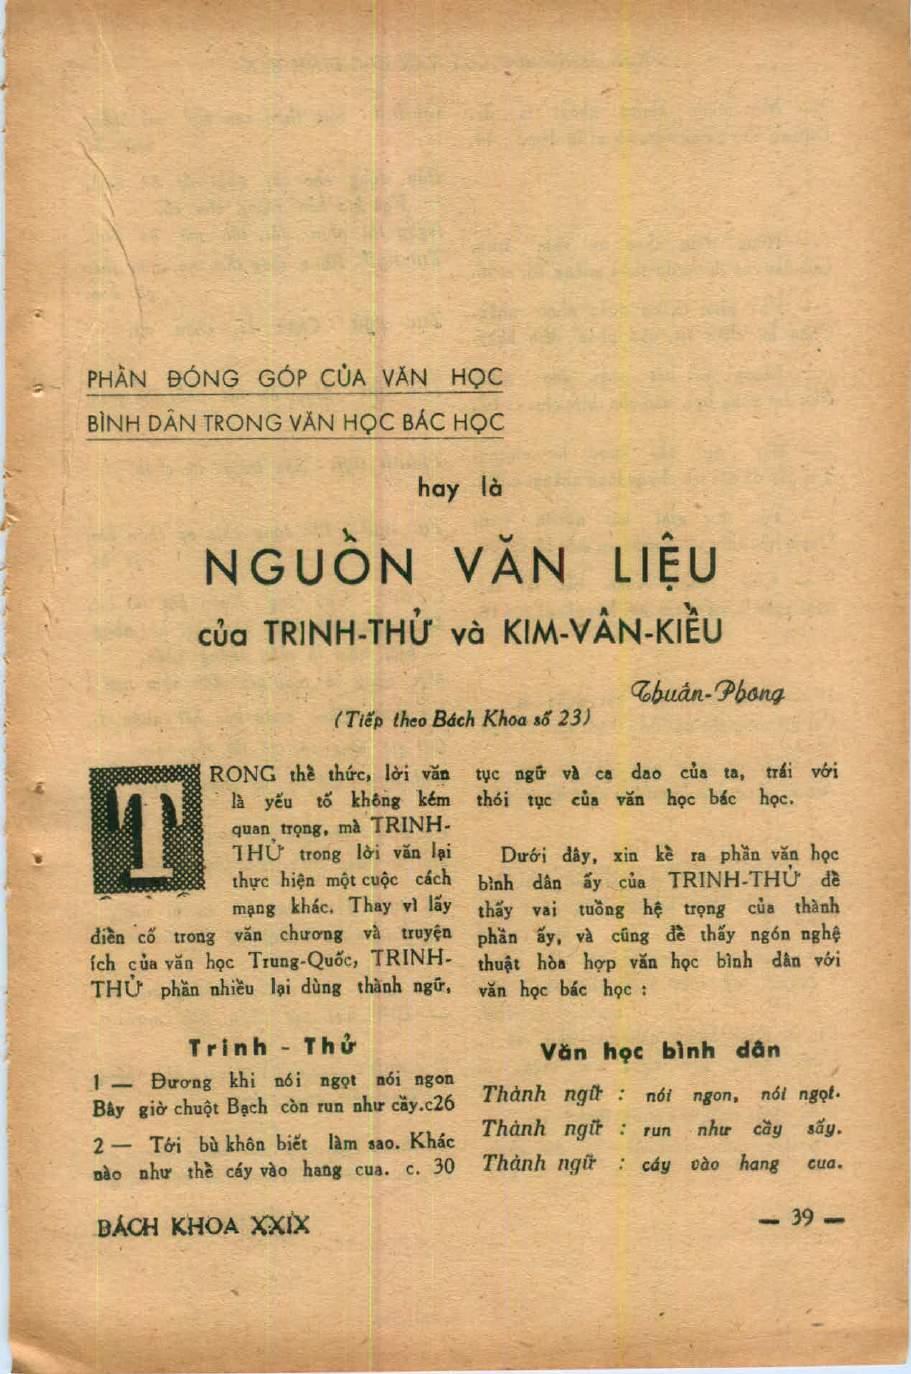 PHẦN ĐÓNG GÓP CỦA VĂN HỌC
BÌNH DÂN TRONG VĂN HỌC BÁC HỌC
hay là
NGUỒN VĂN LIỆU
của TRINH-THỬ và KIM-VÂN-KIỀU
Thuần-Phong
(Tiếp theo Bách Khoa số 23)
TRONG thể thức, lời văn
là yếu tố không kém
quan trọng, mà TRINH-
THỬ trong lời văn lại
thực hiện một cuộc cách
mạng khác. Thay vì lấy
điển cố trong văn chương và truyện
tích của văn học Trung-Quốc, TRINH-
THỬ phần nhiều lại dùng thành ngữ,
tục ngữ và ca dao của ta, trái với
thói tục của văn học bác học.
Dưới đây, xin kể ra phần văn học
bình dân ấy của TRINH-THỬ để
thấy vai tuồng hệ trọng của thành
phần ấy, và cũng để thấy ngón nghệ
thuật hòa hợp văn học bình dân với
văn học bác học :
Trinh - Thử
1 — Đương khi nói ngọt nói ngon
Bây giờ chuột Bạch còn run như cầy.c26
2 — Tới bù khôn biết làm sao. Khác
nào như thể cáy vào hang cua. c. 30
Văn học bình dân
Thành ngữ : nói ngon, nói ngọt.
Thành ngữ : run như cầy sấy.
Thành ngữ : cáy vào hang cua.
BÁCH KHOA XXIX
— 39 —